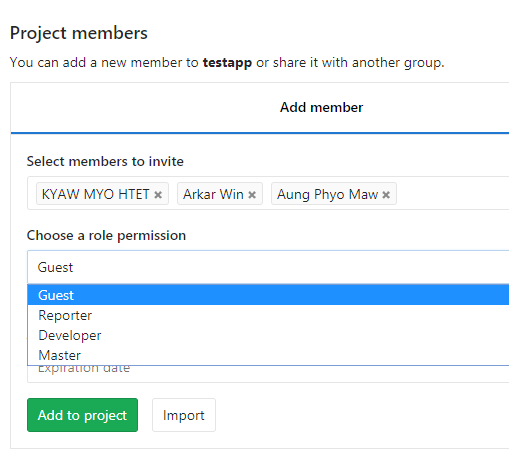 Project members
You can add a new member to testapp or share it with another group.
Add member
Select members to invite
KYAW MYO HTET × Arkar Win × Aung Phyo Maw ×
Choose a role permission
Guest
Guest
Reporter
Developer
Master
Expiration date
Add to project Import